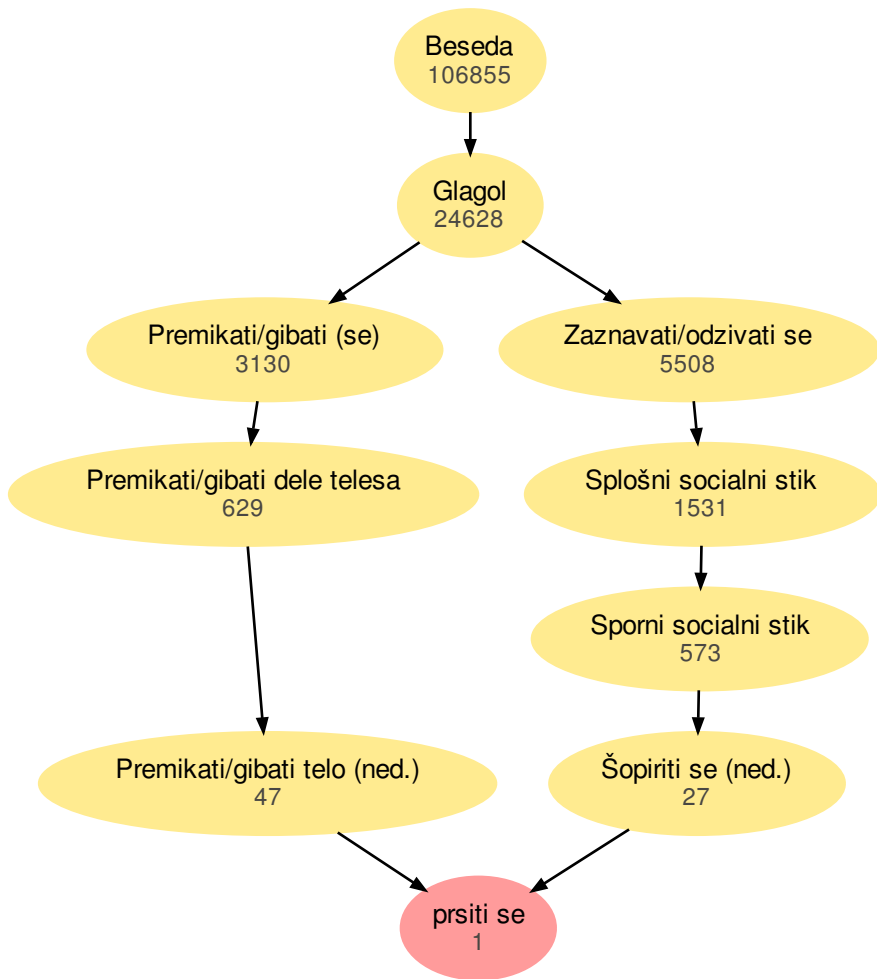 Beseda
106855
Glagol
24628
Premikati/gibati (se)
3130
Zaznavati/odzivati se
5508
Premikati/gibati dele telesa
629
Splošni socialni stik
1531
Sporni socialni stik
573
Premikati/gibati telo (ned.)
47
Šopiriti se (ned.)
27
prsiti se
1